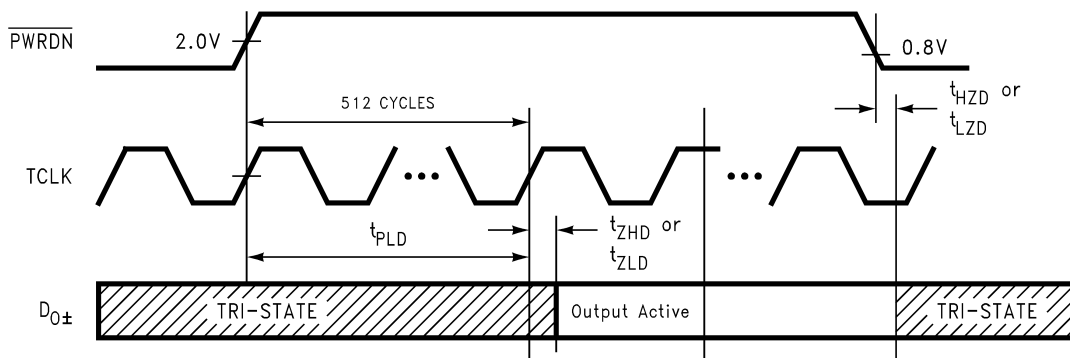 PWRDN
2.0V
0.8V
512 CYCLES
tHZD or
tLZD
TCLK
•••
•••
tPLD
tZHD or
tZLD
DO±
TRI-STATE
Output Active
TRI-STATE